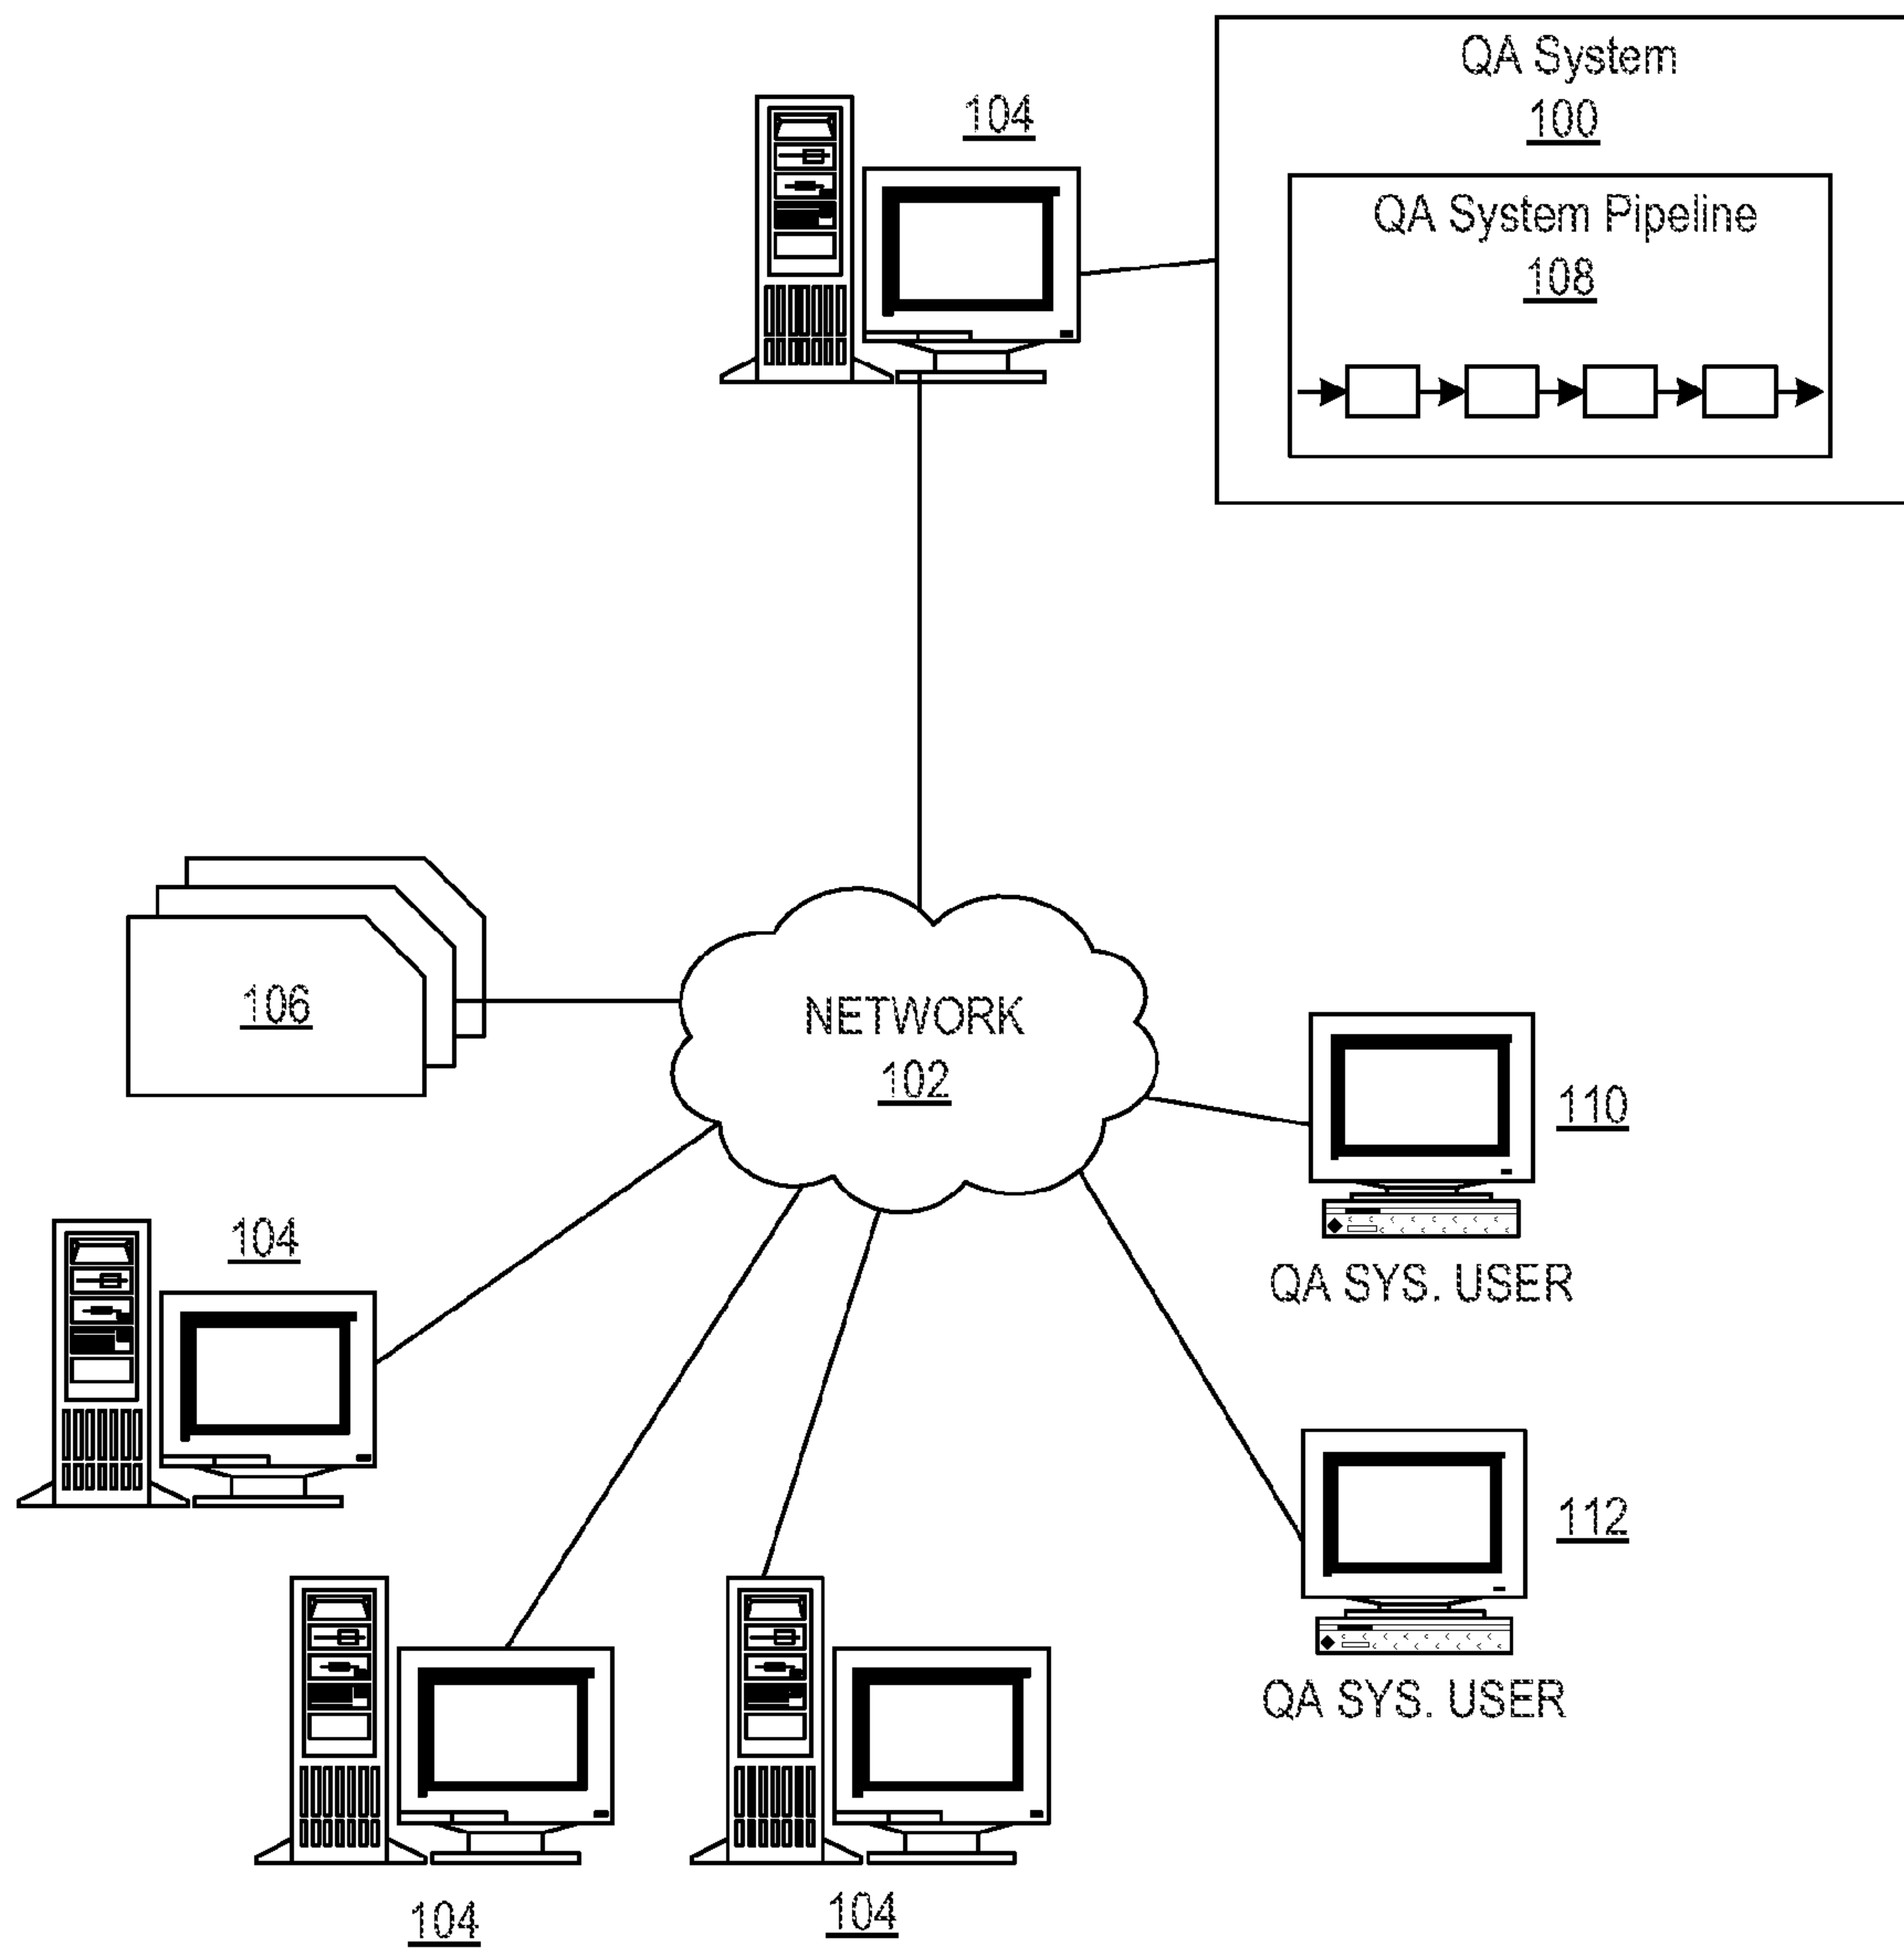 104
QA System
100
QA System Pipeline
108
106
NETWORK
102
110
QA SYS. USER
104
112
QA SYS. USER
104
104